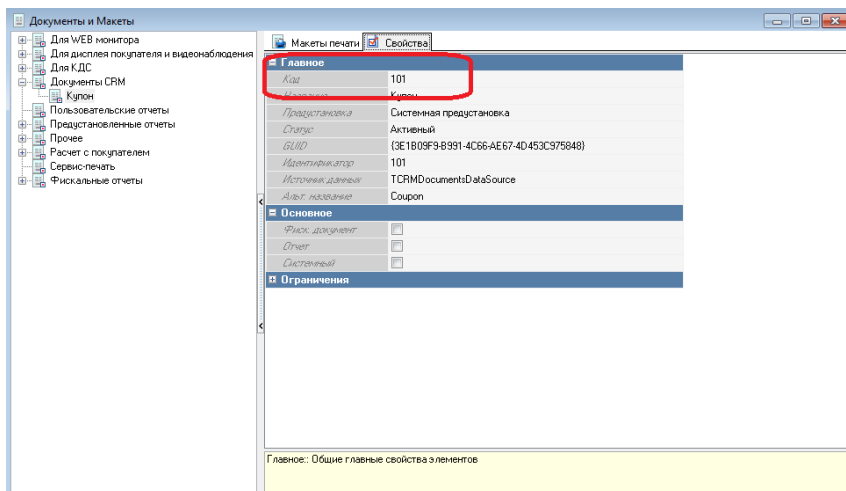 Документы и Макеты
Для WEB монитора
Для дисплея покупателя и видеонаблюдения
Для КДС
Документы CRM
Купон
Пользовательские отчеты
Предустановленные отчеты
Прочее
Расчет с покупателем
Сервис-печать
Фискальные отчеты
Макеты печати Свойства
Главное
Код 101
Название Купон
Предустановка Системная предустановка
Статус Активный
GUID {3E1B09F9-B991-4C66-AE67-4D453C975848}
Идентификатор 101
Источник данных TCRMDocumentsDataSource
Альт. название Coupon
Основное
Фиск. документ
Отчет
Системный
Ограничения
Главное:: Общие главные свойства элементов